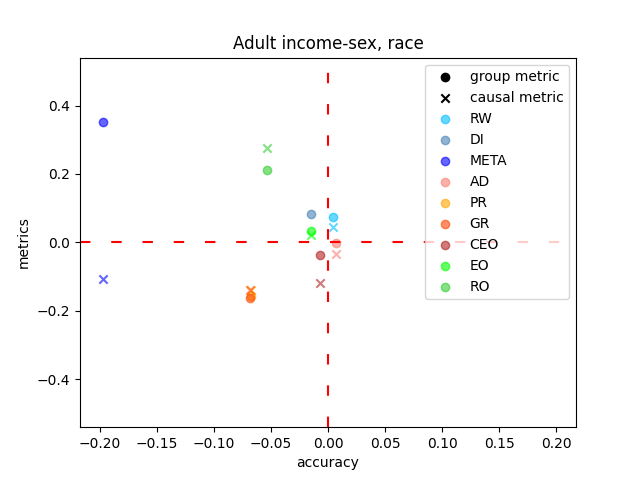 Adult income-sex, race
group metric
causal metric
RW
DI
META
AD
PR
GR
CEO
EO
RO
metrics
0.4
0.2
0.0
−0.2
−0.4
−0.20 −0.15 −0.10 −0.05 0.00 0.05 0.10 0.15 0.20
accuracy